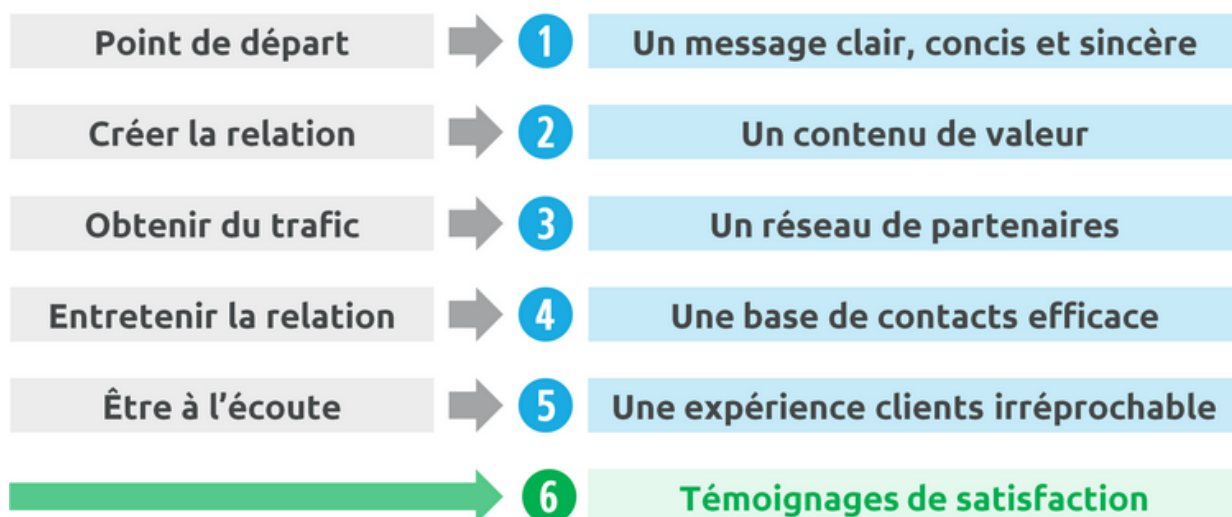 Point de départ 1 Un message clair, concis et sincère
Créer la relation 2 Un contenu de valeur
Obtenir du trafic 3 Un réseau de partenaires
Entretenir la relation 4 Une base de contacts efficace
Être à l’écoute 5 Une expérience clients irréprochable
6 Témoignages de satisfaction